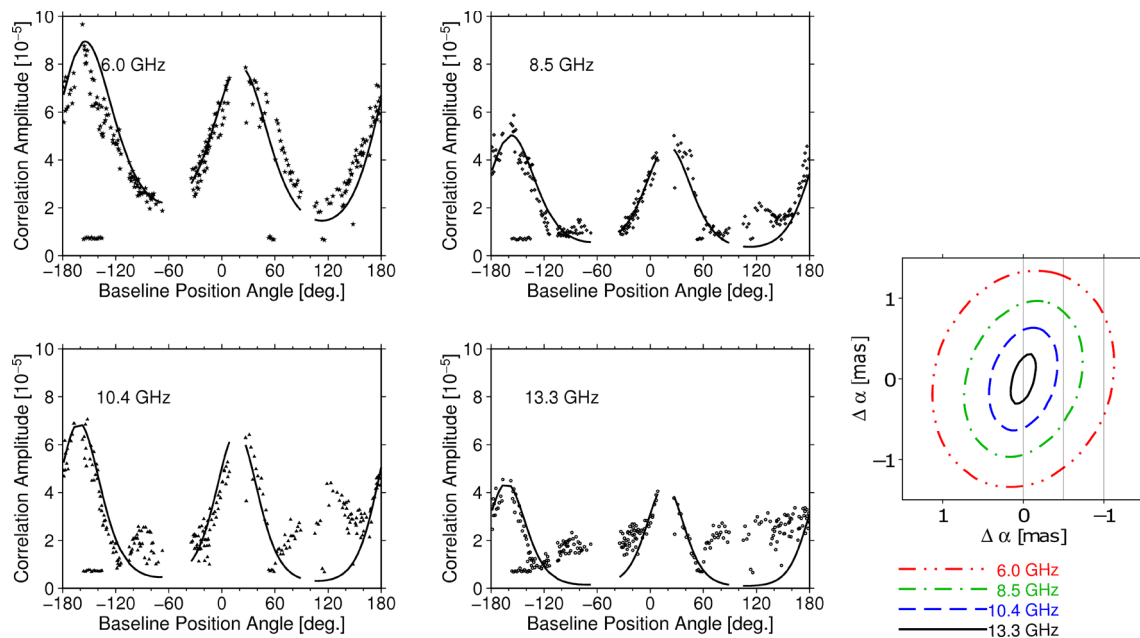 Correlation Amplitude [10−5]
10
8
6
4
2
0
6.0 GHz
−180 −120 −60 0 60 120 180
Baseline Position Angle [deg.]
Correlation Amplitude [10−5]
10
8
6
4
2
0
8.5 GHz
−180 −120 −60 0 60 120 180
Baseline Position Angle [deg.]
Correlation Amplitude [10−5]
10
8
6
4
2
0
10.4 GHz
−180 −120 −60 0 60 120 180
Baseline Position Angle [deg.]
Correlation Amplitude [10−5]
10
8
6
4
2
0
13.3 GHz
−180 −120 −60 0 60 120 180
Baseline Position Angle [deg.]
Δ α [mas]
1
0
−1
1 0 −1
Δ α [mas]
6.0 GHz
8.5 GHz
10.4 GHz
13.3 GHz